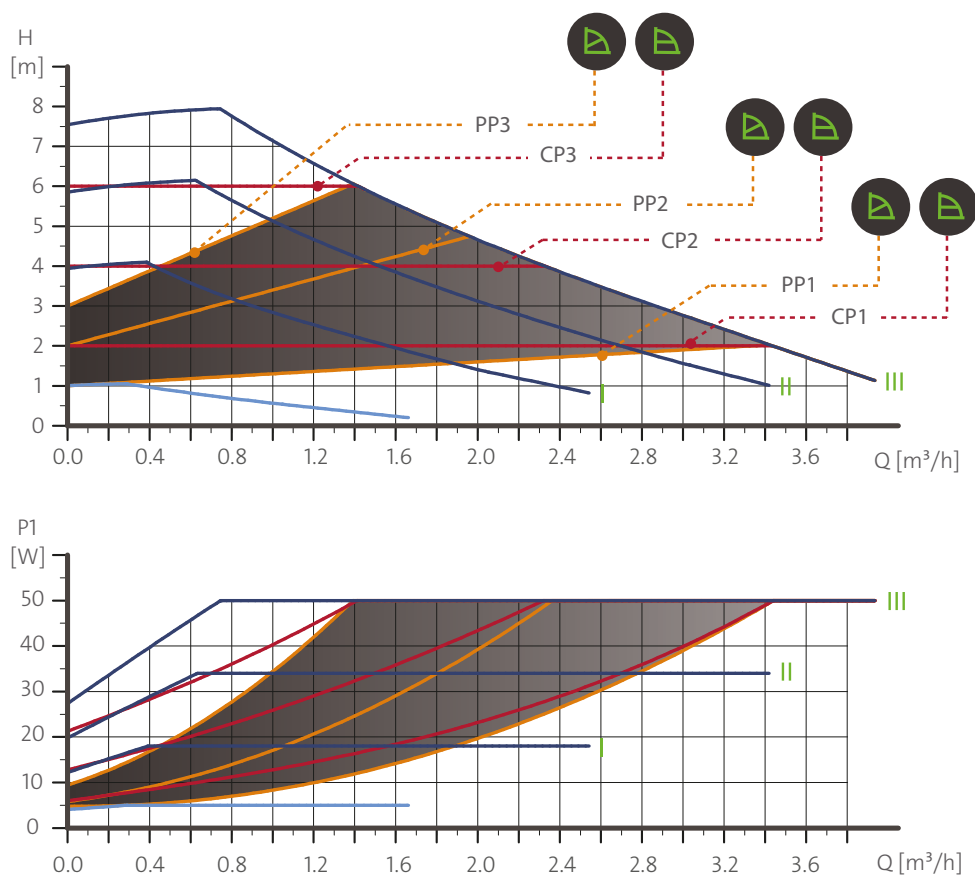 H
[m]
8
7
6
5
4
3
2
1
0
PP3
CP3
PP2
CP2
PP1
CP1
I
II
III
0.0 0.4 0.8 1.2 1.6 2.0 2.4 2.8 3.2 3.6 Q [m³/h]
P1
[W]
50
40
30
20
10
0
III
II
I
0.0 0.4 0.8 1.2 1.6 2.0 2.4 2.8 3.2 3.6 Q [m³/h]